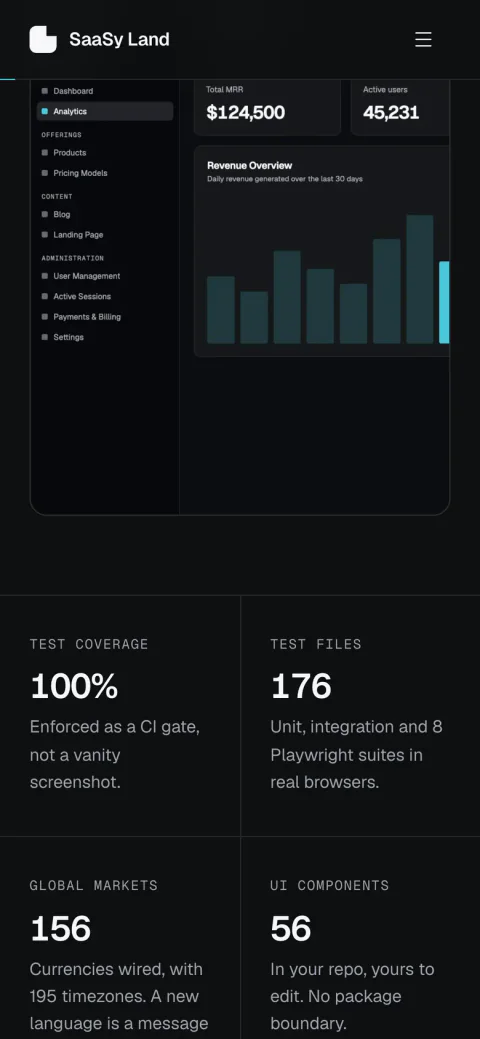 SaaSy Land
Dashboard
Analytics
OFFERINGS
Products
Pricing Models
CONTENT
Blog
Landing Page
ADMINISTRATION
User Management
Active Sessions
Payments & Billing
Settings
Total MRR
$124,500
Active users
45,231
Revenue Overview
Daily revenue generated over the last 30 days
TEST COVERAGE
100%
Enforced as a CI gate,
not a vanity
screenshot.
TEST FILES
176
Unit, integration and 8
Playwright suites in
real browsers.
GLOBAL MARKETS
156
Currencies wired, with
195 timezones. A new
language is a message
UI COMPONENTS
56
In your repo, yours to
edit. No package
boundary.